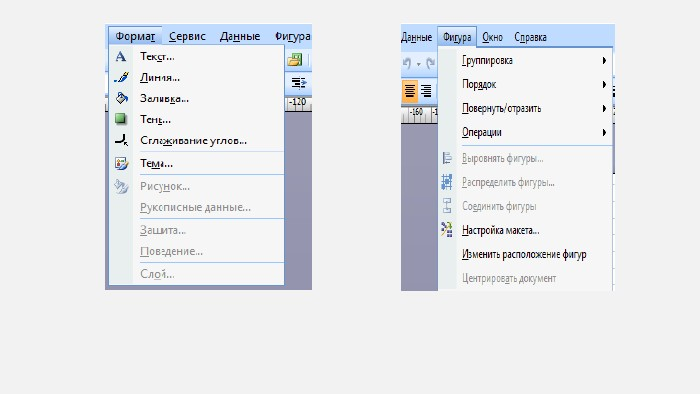 Формат Сервис Данные Фигура
Текст...
Линия...
Заливка...
Тень...
-120
Сглаживание углов...
Тема...
Рисунок...
Рукописные данные...
Защита...
Поведение...
Слой...
Данные Фигура Окно Справка
Группировка
Порядок
Повернуть/отразить
-160
Операции
Выровнять фигуры...
Распределить фигуры...
Соединить фигуры
Настройка макета...
Изменить расположение фигур
Центрировать документ